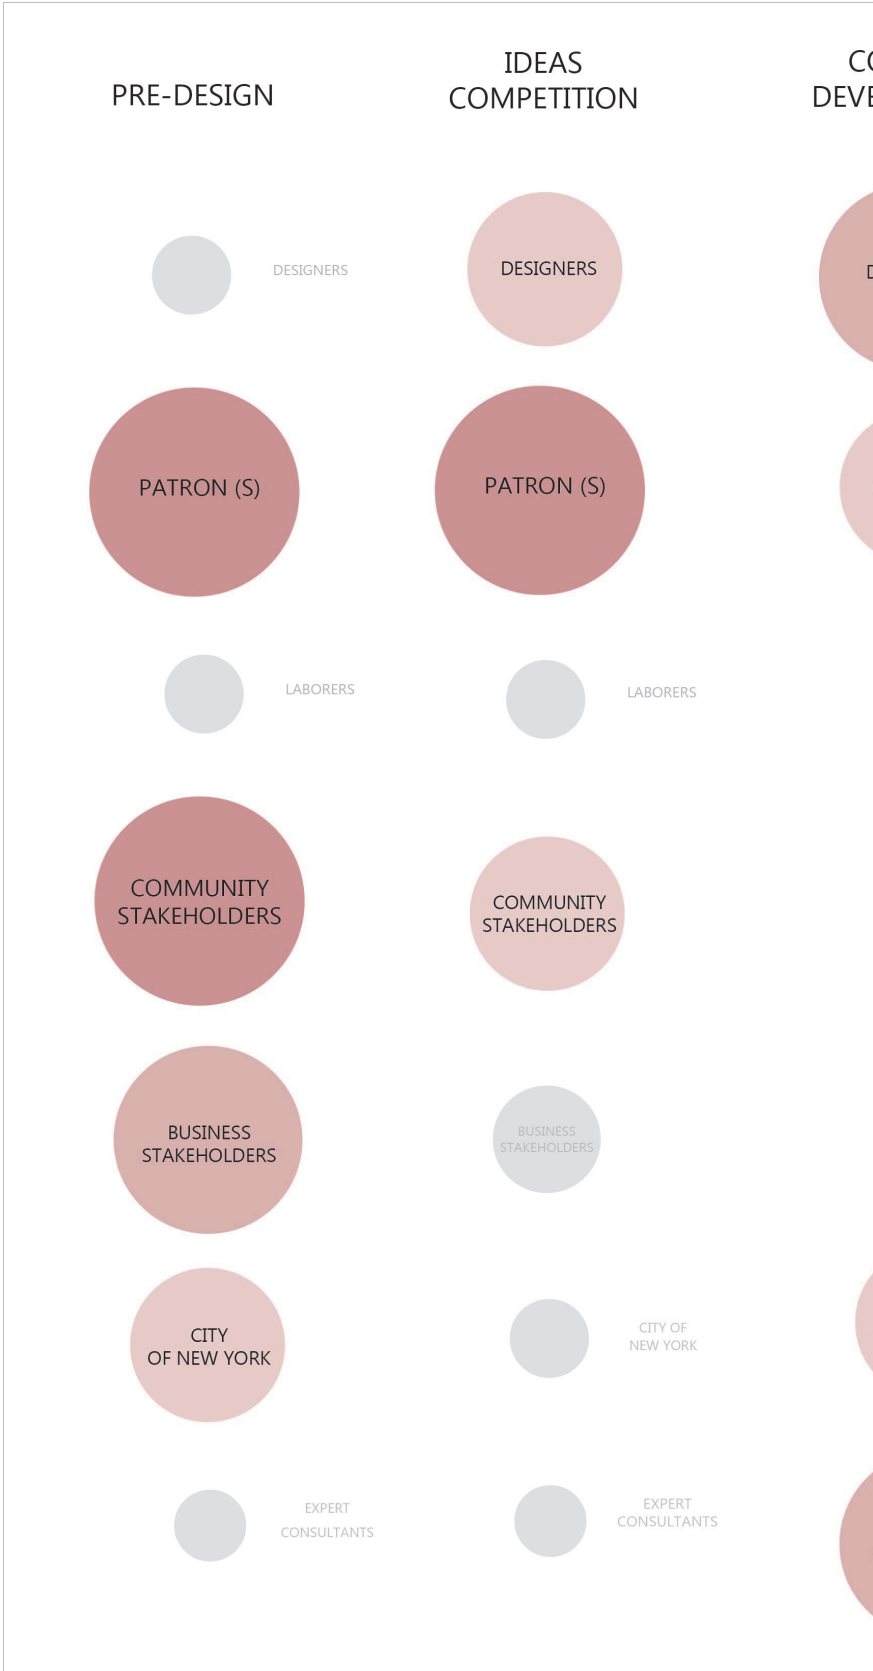 PRE-DESIGN
IDEAS
COMPETITION
DESIGNERS
DESIGNERS
PATRON (S)
PATRON (S)
LABORERS
LABORERS
COMMUNITY
STAKEHOLDERS
COMMUNITY
STAKEHOLDERS
BUSINESS
STAKEHOLDERS
BUSINESS
STAKEHOLDERS
CITY
OF NEW YORK
CITY OF
NEW YORK
EXPERT
CONSULTANTS
EXPERT
CONSULTANTS